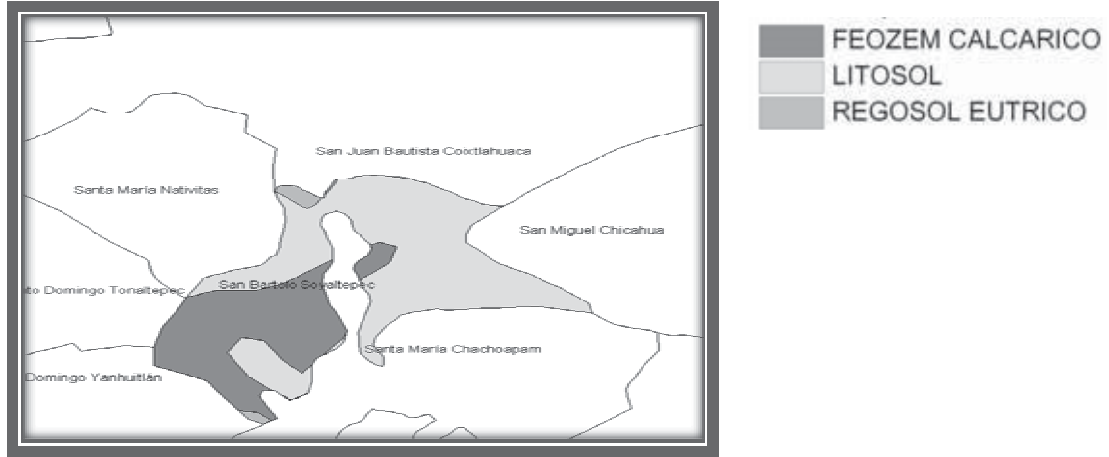 San Juan Bautista Coixtlahuaca
Santa María Nativitas
San Miguel Chicahua
San Bartolo Soyaltepec
to Domingo Tonaltepec
Santa María Chachoapam
Domingo Yanhuitlán
FEOZEM CALCARICO
LITOSOL
REGOSOL EUTRICO